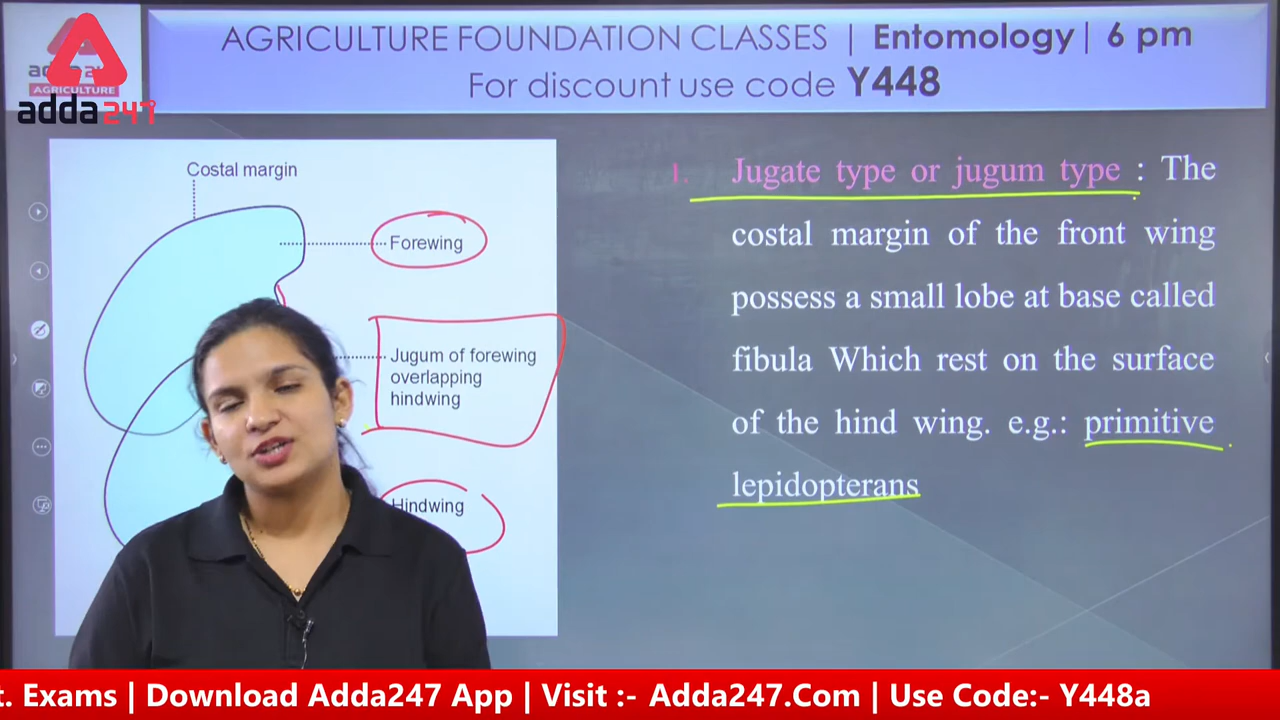 AGRICULTURE FOUNDATION CLASSES | Entomology| 6 pm
For discount use code Y448
AGRICULTURE
adda247
Costal margin
Forewing
Jugum of forewing
overlapping
hindwing
Hindwing
1. Jugate type or jugum type : The
costal margin of the front wing
possess a small lobe at base called
fibula Which rest on the surface
of the hind wing. e.g.: primitive
lepidopterans
t. Exams | Download Adda247 App | Visit :- Adda247.Com | Use Code:- Y448a